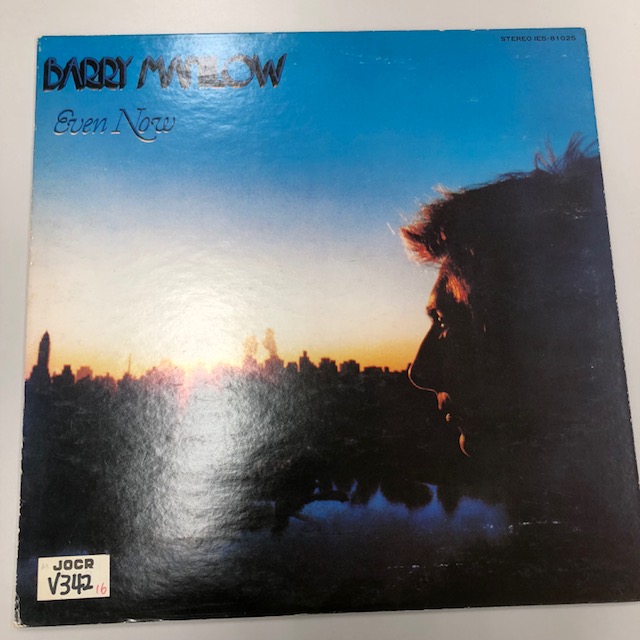 STEREO IES-81025
BARRY MANILOW
Even Now
JOCR
V342 16